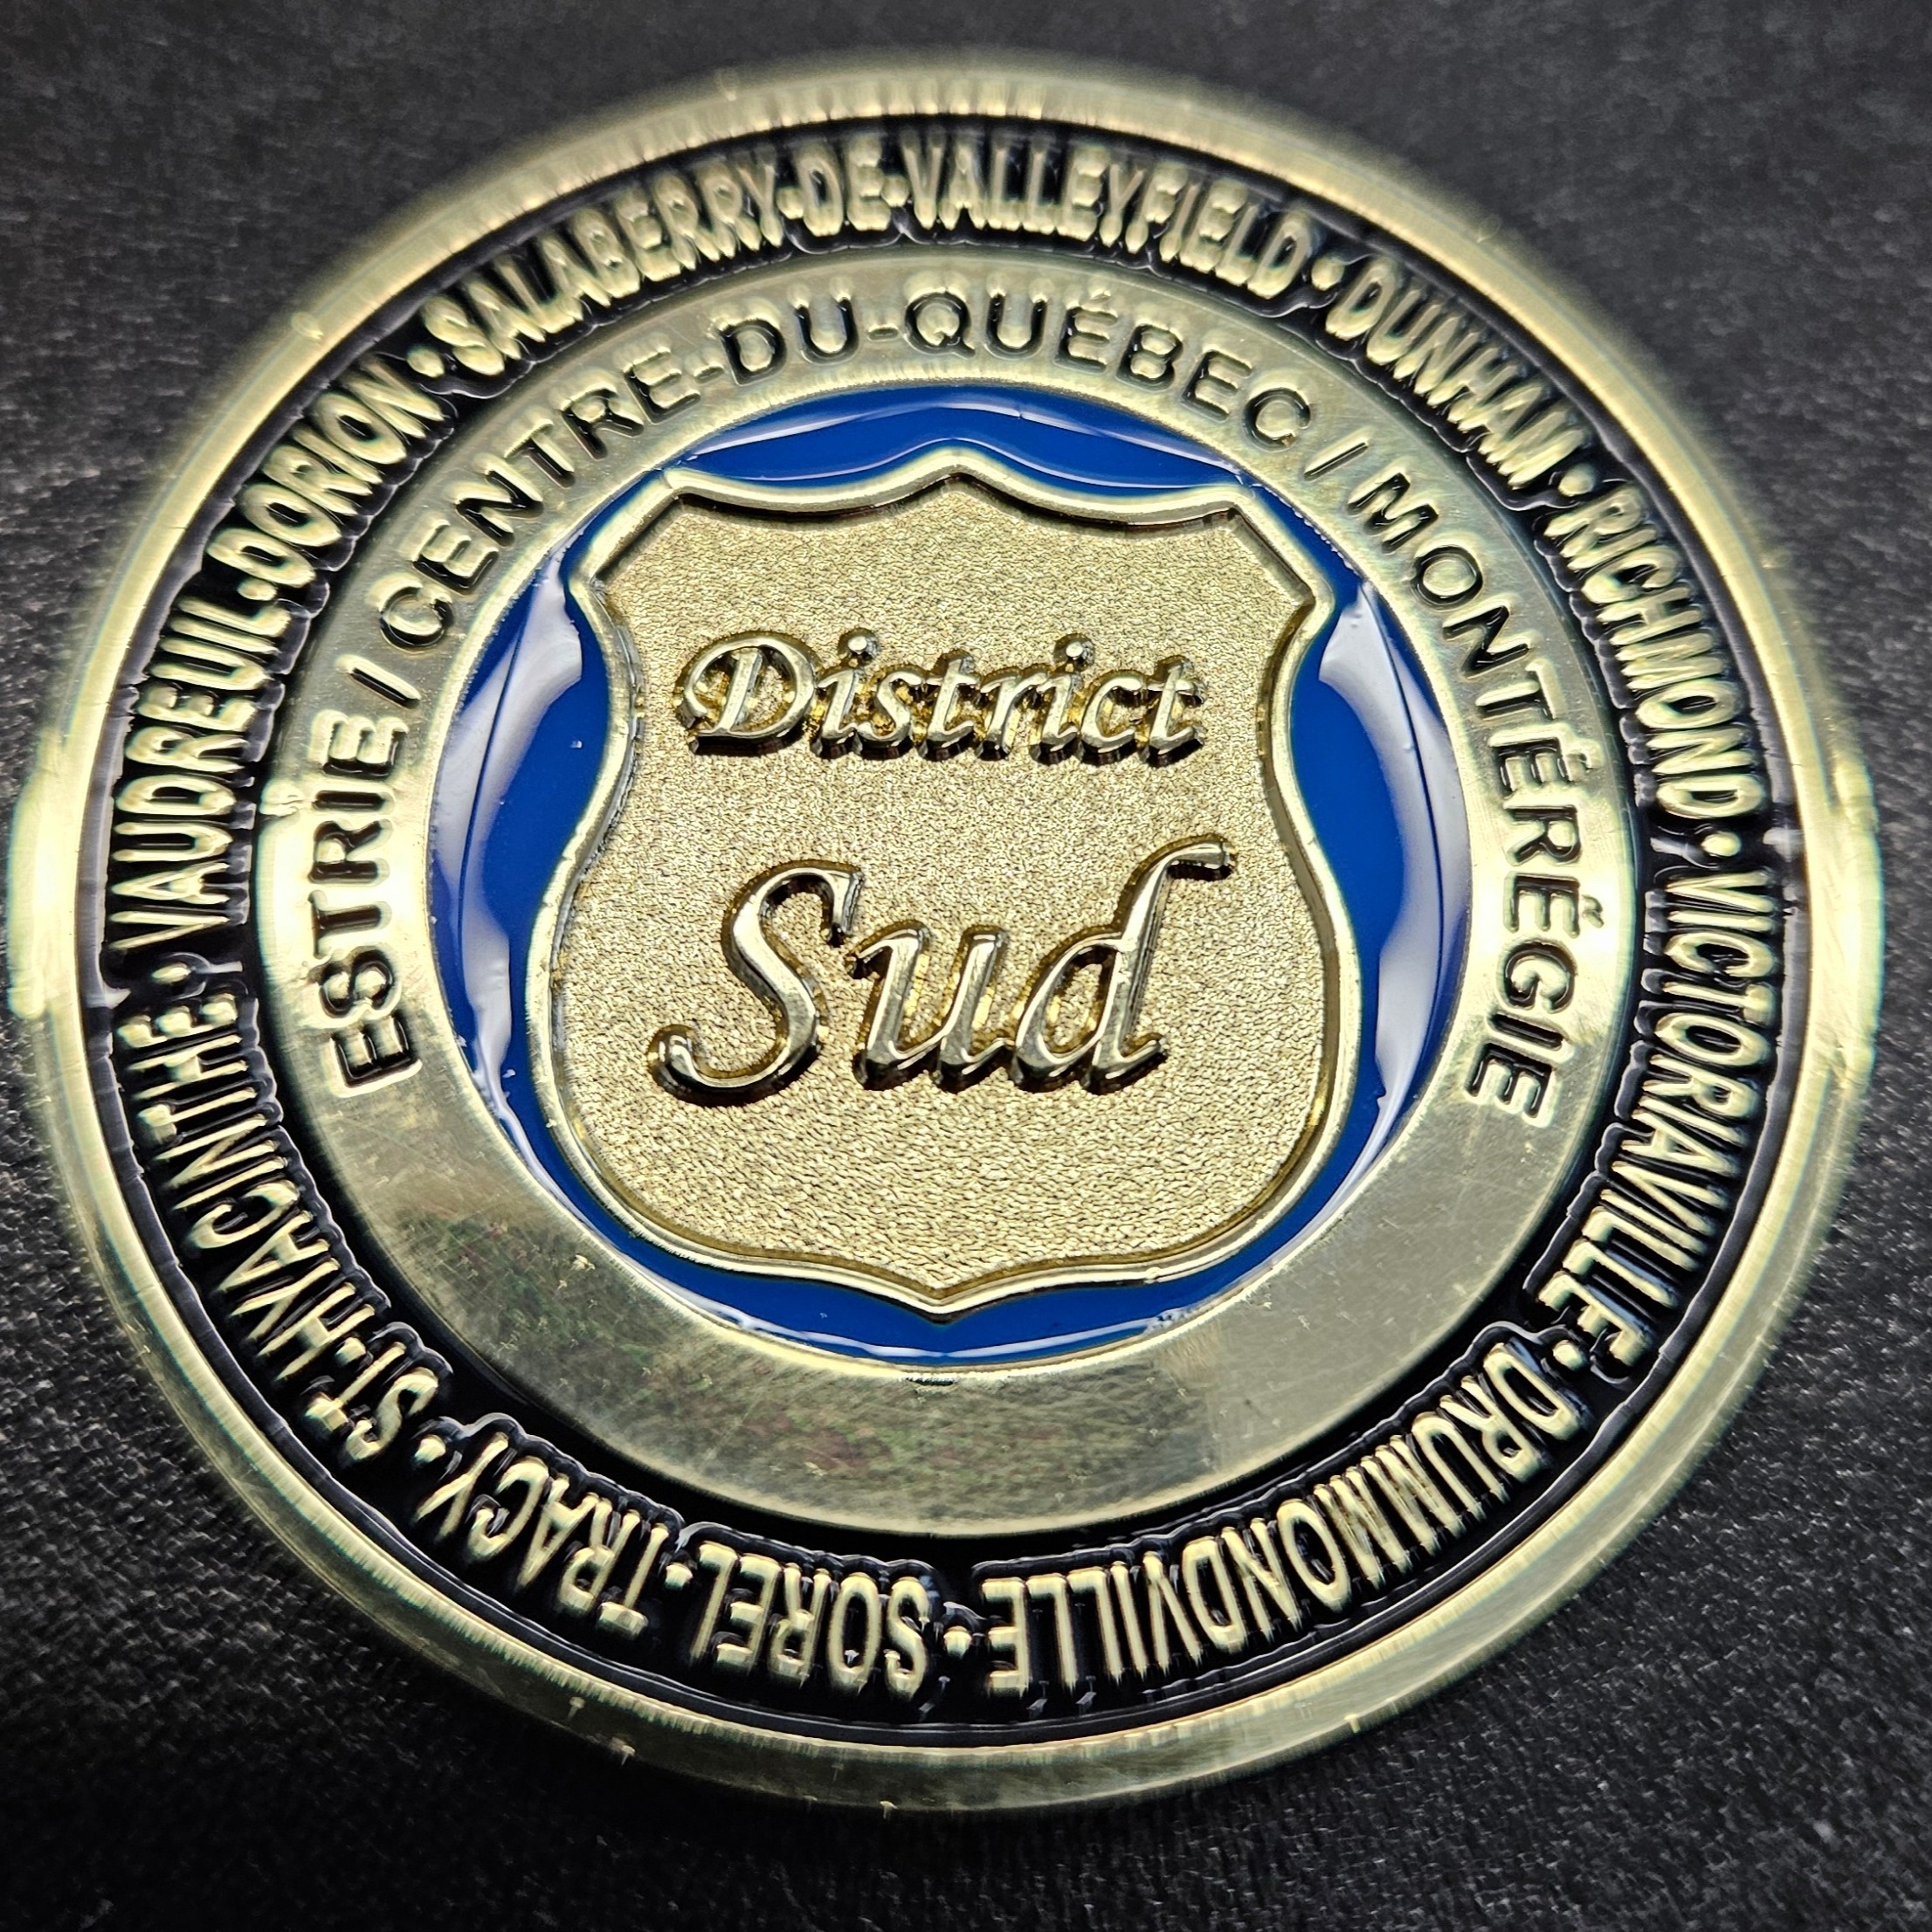 VAUDREUIL-DORION • SALABERRY-DE-VALLEYFIELD • DUNHAM • RICHMOND • VICTORIAVILLE • DRUMMONDVILLE • SOREL-TRACY • ST-HYACINTHE •
ESTRIE / CENTRE-DU-QUÉBEC / MONTÉRÉGIE
District
Sud